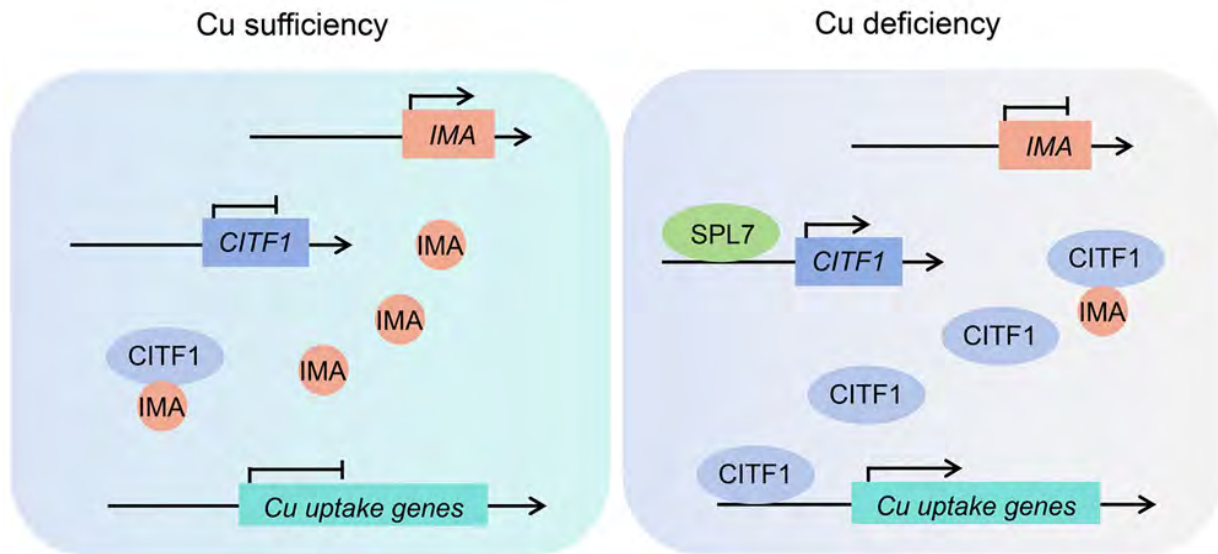 Cu sufficiency
IMA
CITF1
IMA
IMA
CITF1
IMA
IMA
Cu uptake genes
Cu deficiency
IMA
SPL7
CITF1
CITF1
IMA
CITF1
CITF1
CITF1
Cu uptake genes